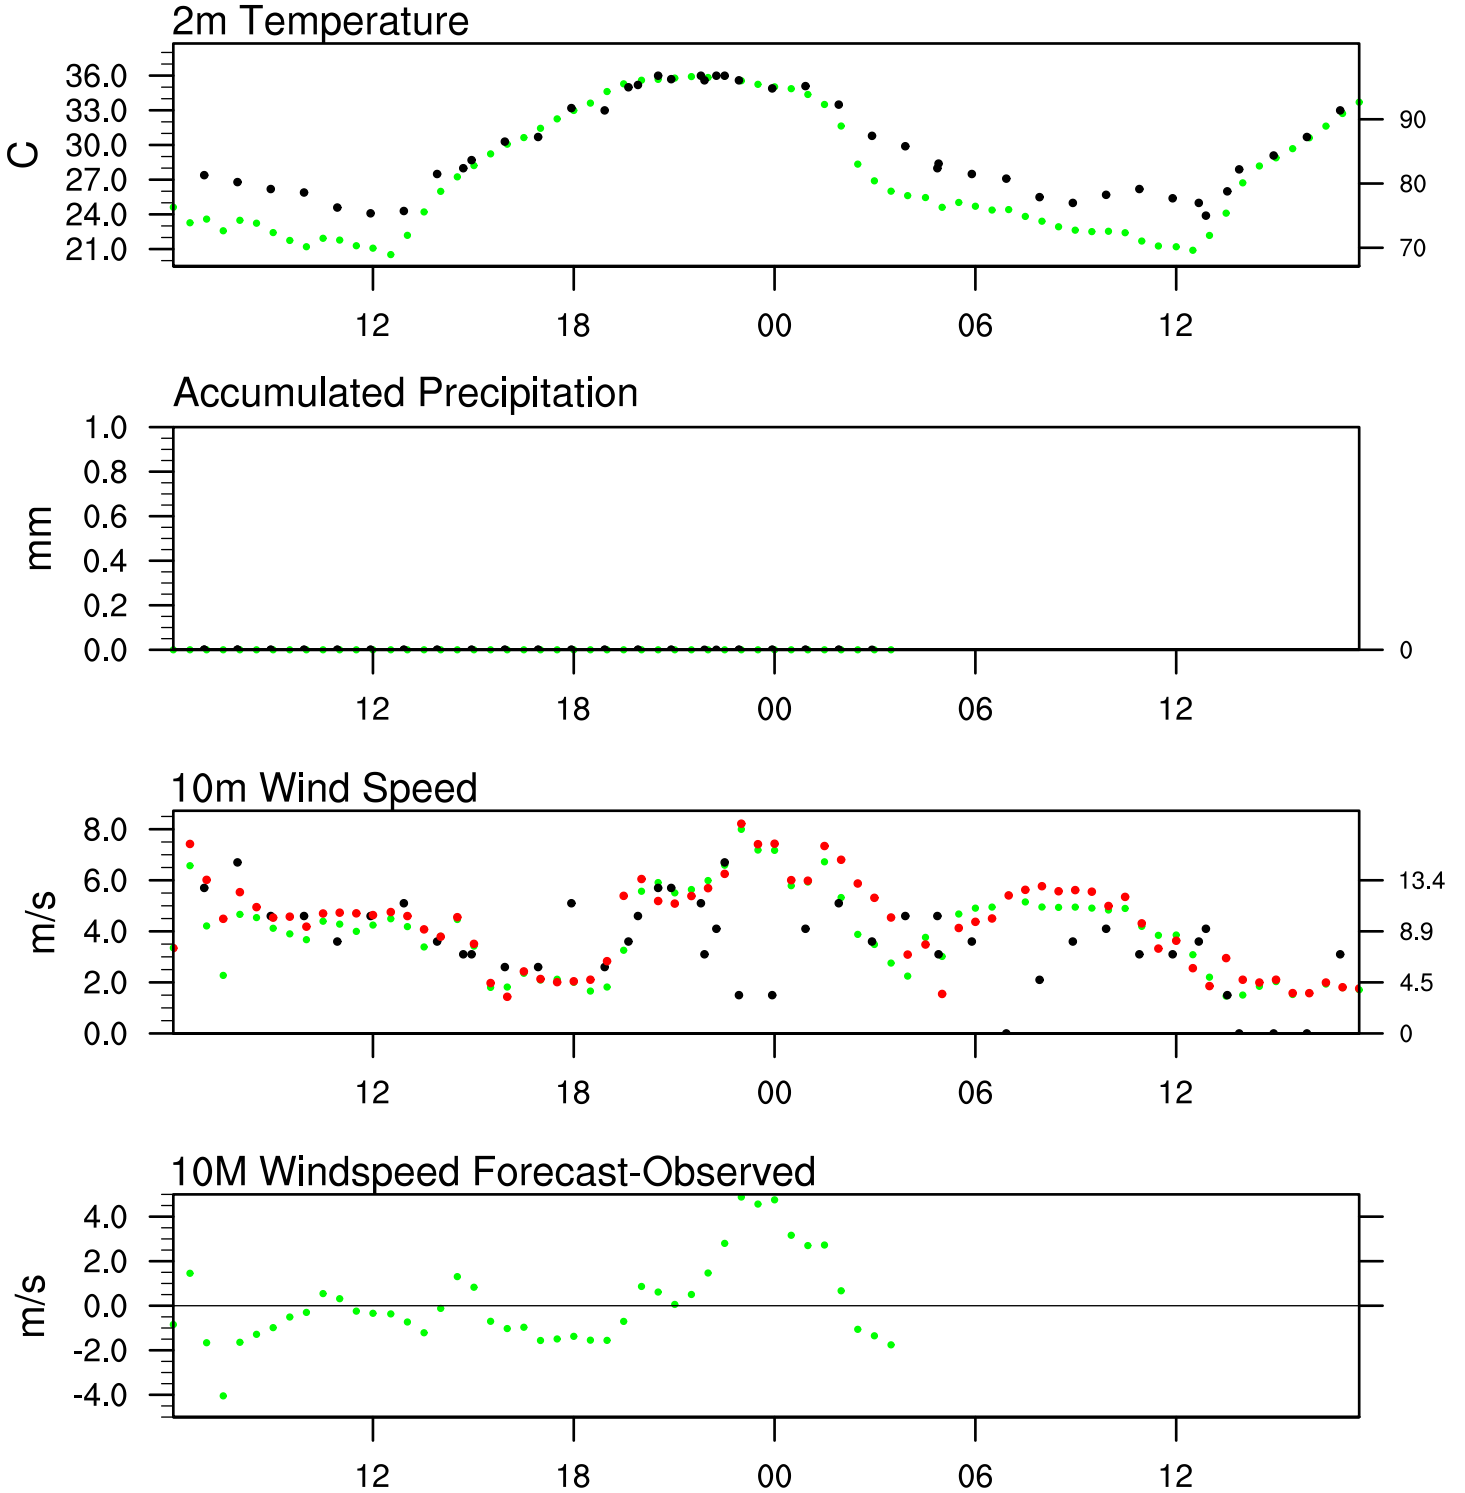 2m Temperature
36.0
33.0
30.0
27.0
24.0
21.0
C
90
80
70
12 18 00 06 12
Accumulated Precipitation
1.0
0.8
0.6
0.4
0.2
0.0
mm
0
12 18 00 06 12
10m Wind Speed
8.0
6.0
4.0
2.0
0.0
m/s
13.4
8.9
4.5
0
12 18 00 06 12
10M Windspeed Forecast-Observed
4.0
2.0
0.0
-2.0
-4.0
m/s
12 18 00 06 12